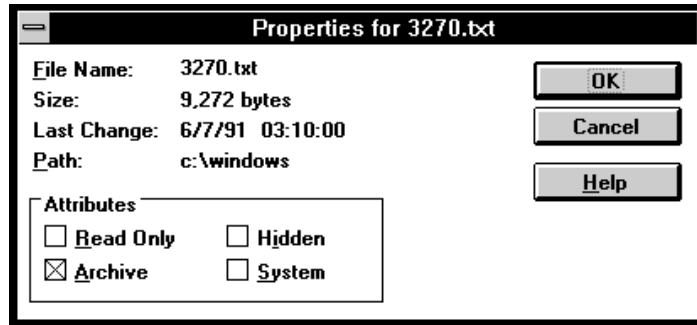 Properties for 3270.txt
File Name: 3270.txt
Size: 9,272 bytes
Last Change: 6/7/91 03:10:00
Path: c:\windows
OK
Cancel
Help
Attributes
Read Only Hidden
Archive System